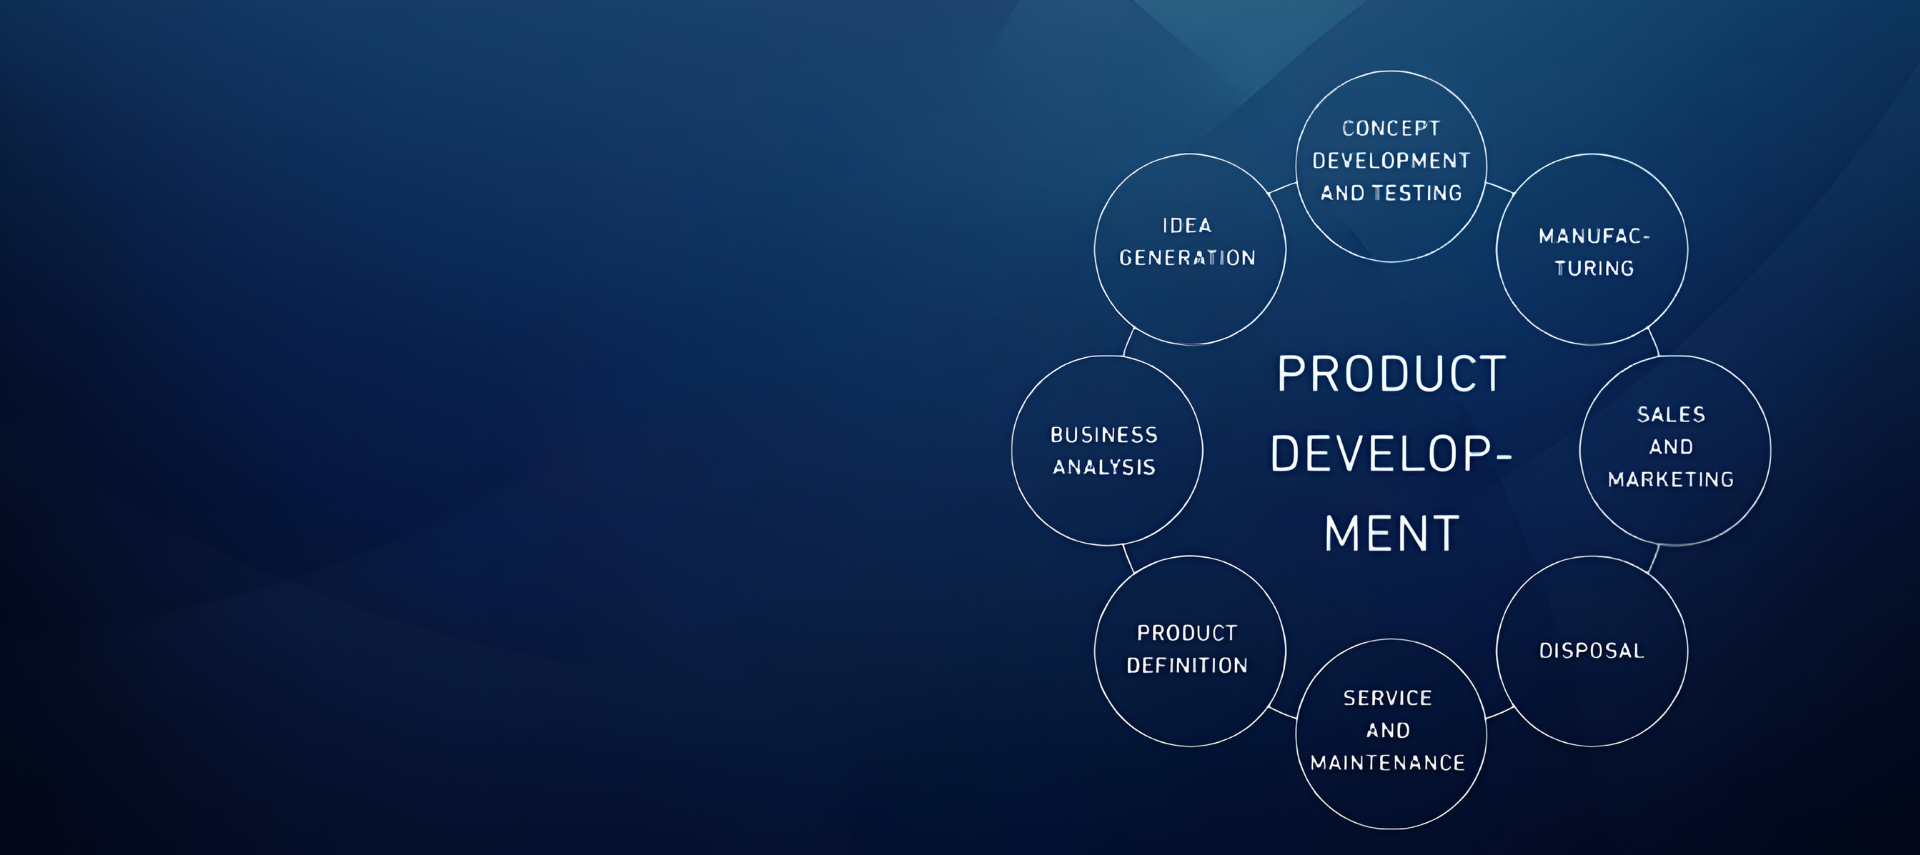 CONCEPT
DEVELOPMENT
AND TESTING
IDEA
GENERATION
MANUFAC-
TURING
PRODUCT
DEVELOP-
MENT
BUSINESS
ANALYSIS
SALES
AND
MARKETING
PRODUCT
DEFINITION
DISPOSAL
SERVICE
AND
MAINTENANCE